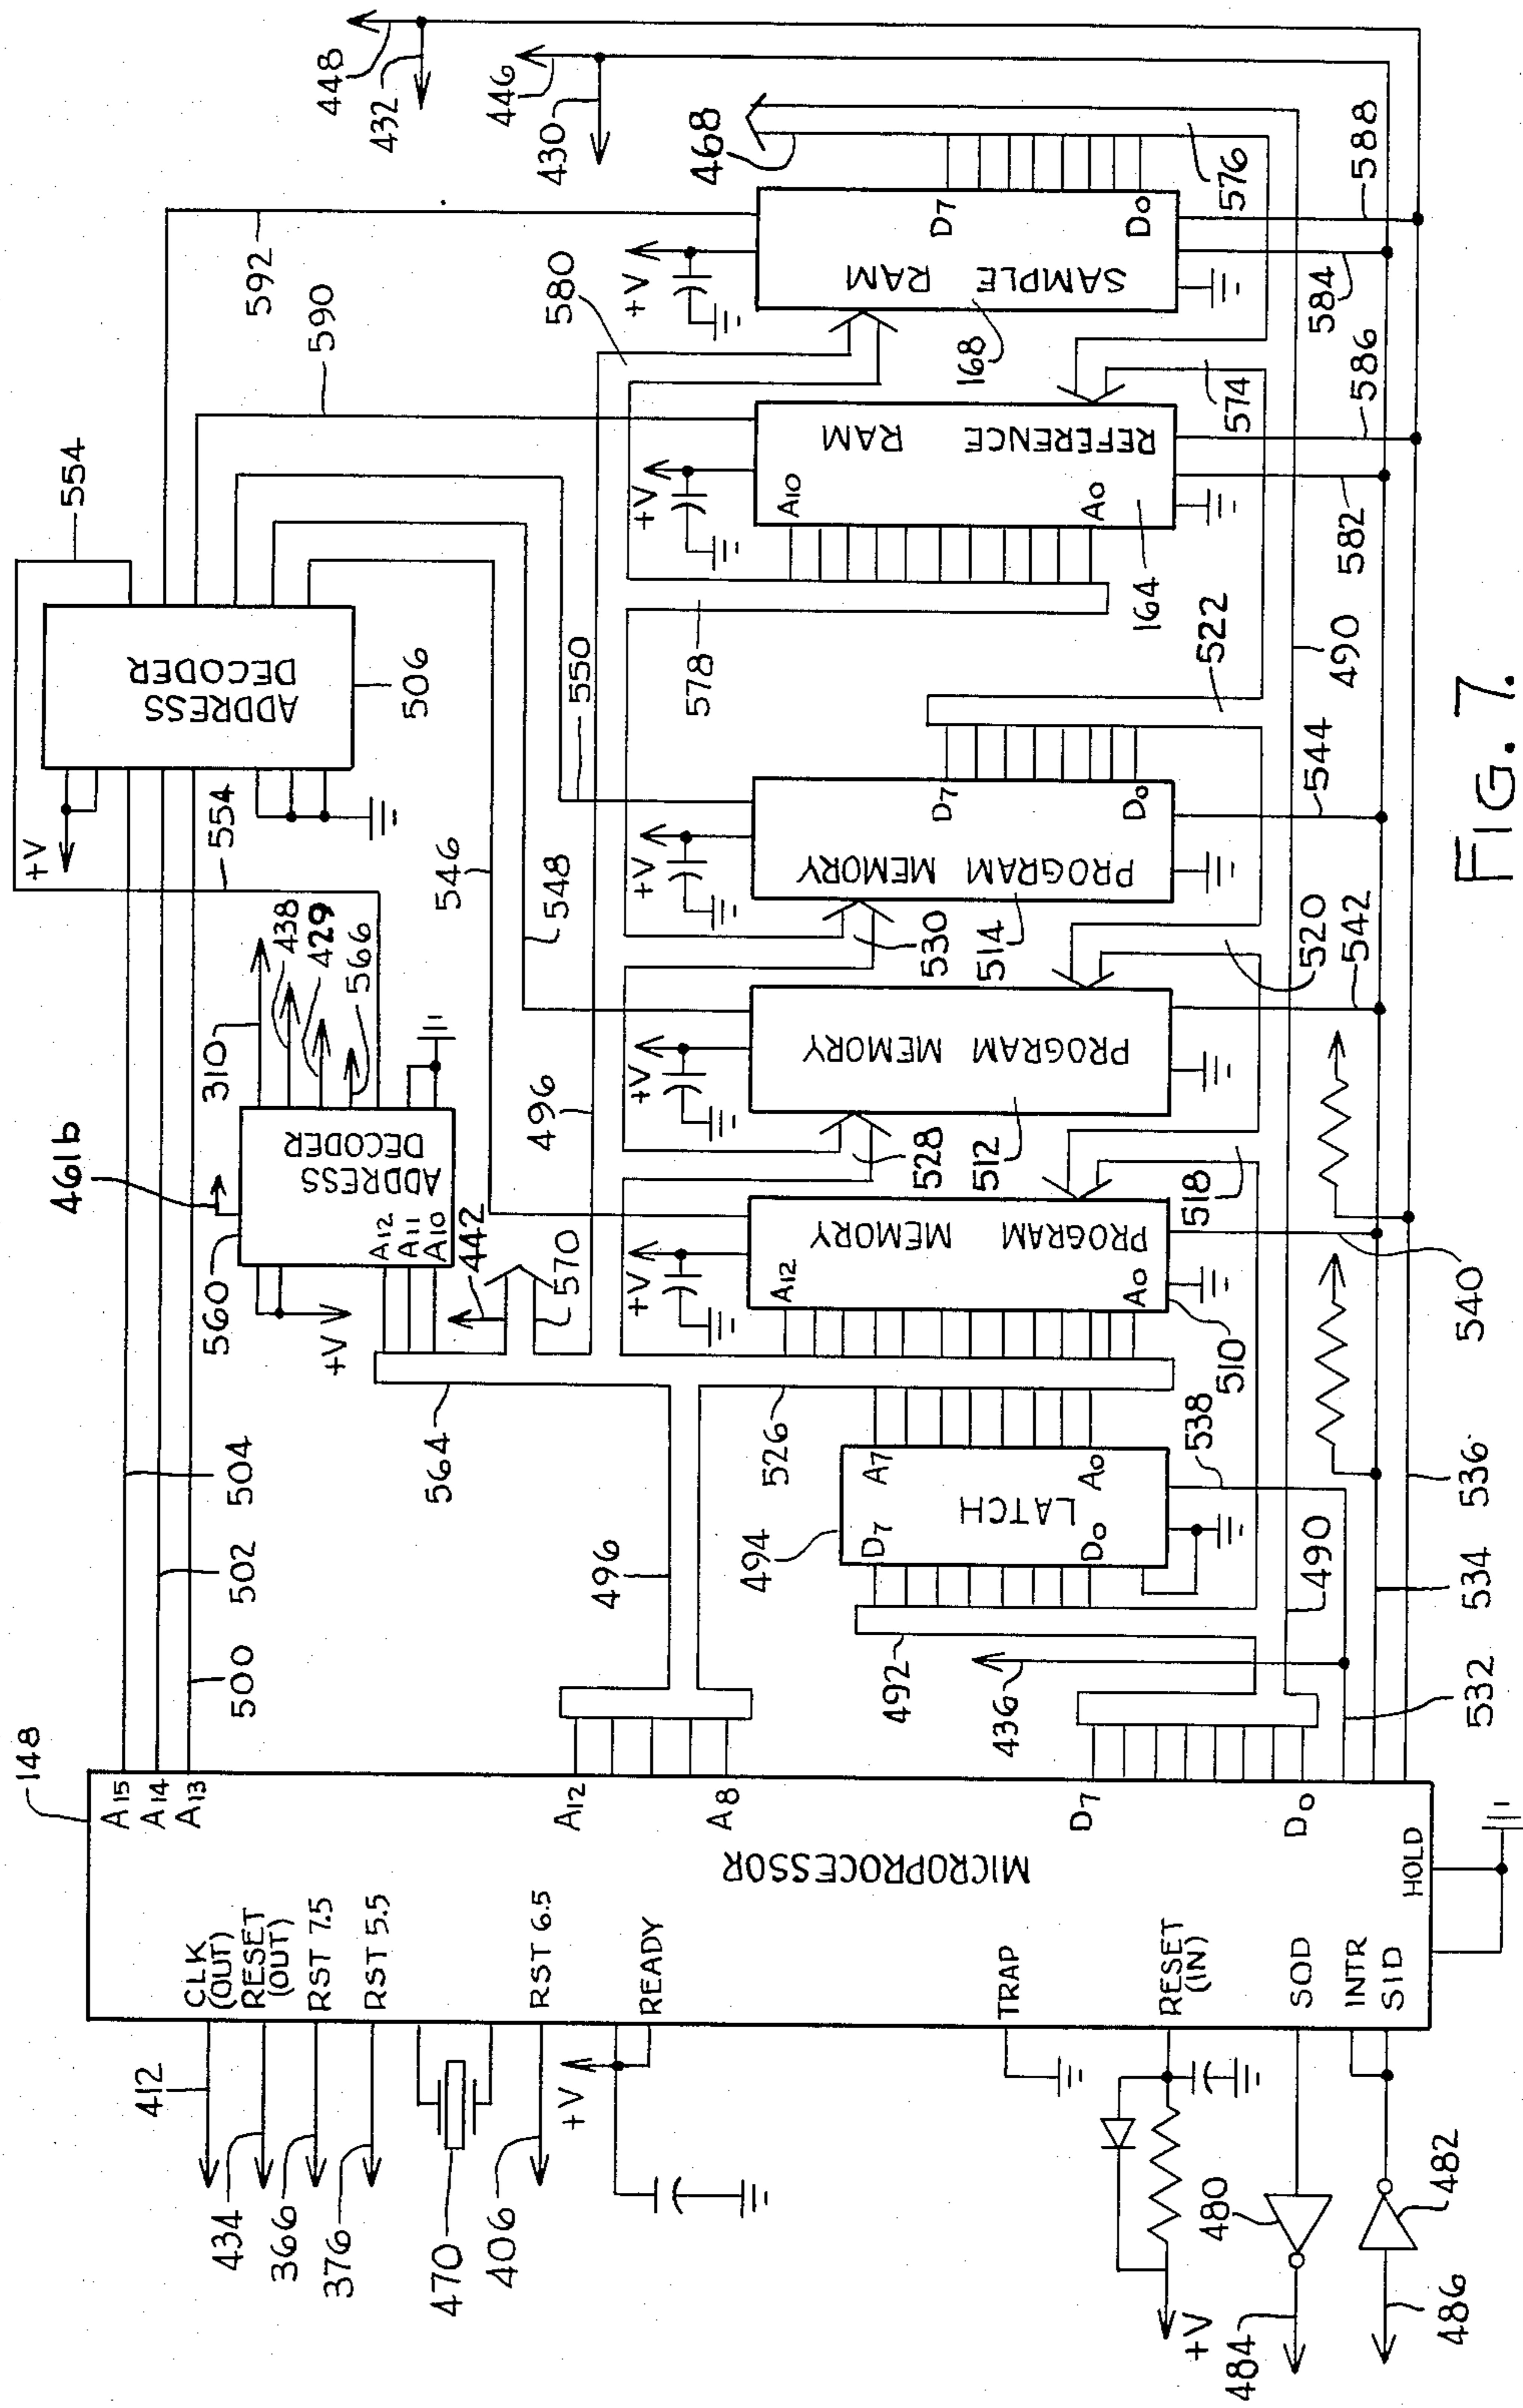 148
A15
A14
A13
A12
A8
D7
D0
CLK
(OUT)
RESET
(OUT)
RST 7.5
RST 5.5
RST 6.5
READY
TRAP
RESET
(IN)
SOD
INTR
SID
HOLD
MICROPROCESSOR
412
434
366
376
470
406
+V
+V
480
482
484
486
500
502
504
496
492
436
490
532
534
536
494
LATCH
D7
D0
A7
A0
538
526
564
560
461b
ADDRESS
DECODER
A12
A11
A10
+V
442
570
310
438
429
566
554
ADDRESS
DECODER
506
+V
554
496
546
548
550
PROGRAM MEMORY
A12
A0
+V
510
518
540
PROGRAM MEMORY
+V
528
512
520
542
PROGRAM MEMORY
D7
D0
+V
530
514
522
544
490
578
REFERENCE RAM
A10
A0
+V
164
574
582
586
590
580
SAMPLE RAM
D7
D0
+V
168
576
584
588
592
468
430
446
432
448
FIG. 7.